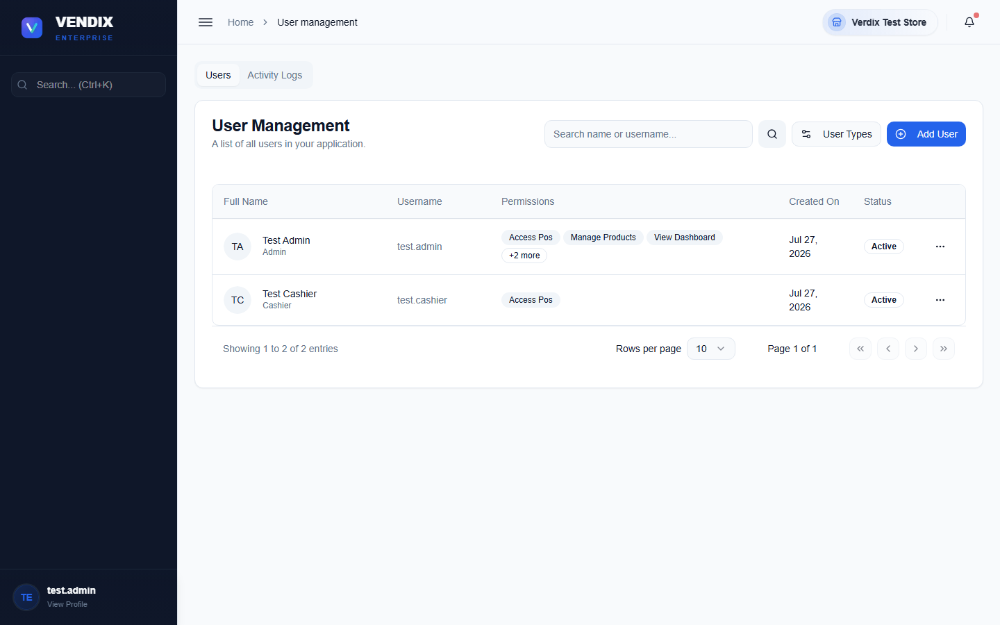 VENDIX
ENTERPRISE
Search... (Ctrl+K)
test.admin
TE
View Profile
Home
User management
Verdix Test Store
Users
Activity Logs
User Management
A list of all users in your application.
Search name or username...
User Types
Add User
Full Name
Username
Permissions
Created On
Status
TA
Test Admin
Admin
test.admin
Access Pos
Manage Products
View Dashboard
+2 more
Jul 27,
2026
Active
TC
Test Cashier
Cashier
test.cashier
Access Pos
Jul 27,
2026
Active
Showing 1 to 2 of 2 entries
Rows per page
10
Page 1 of 1